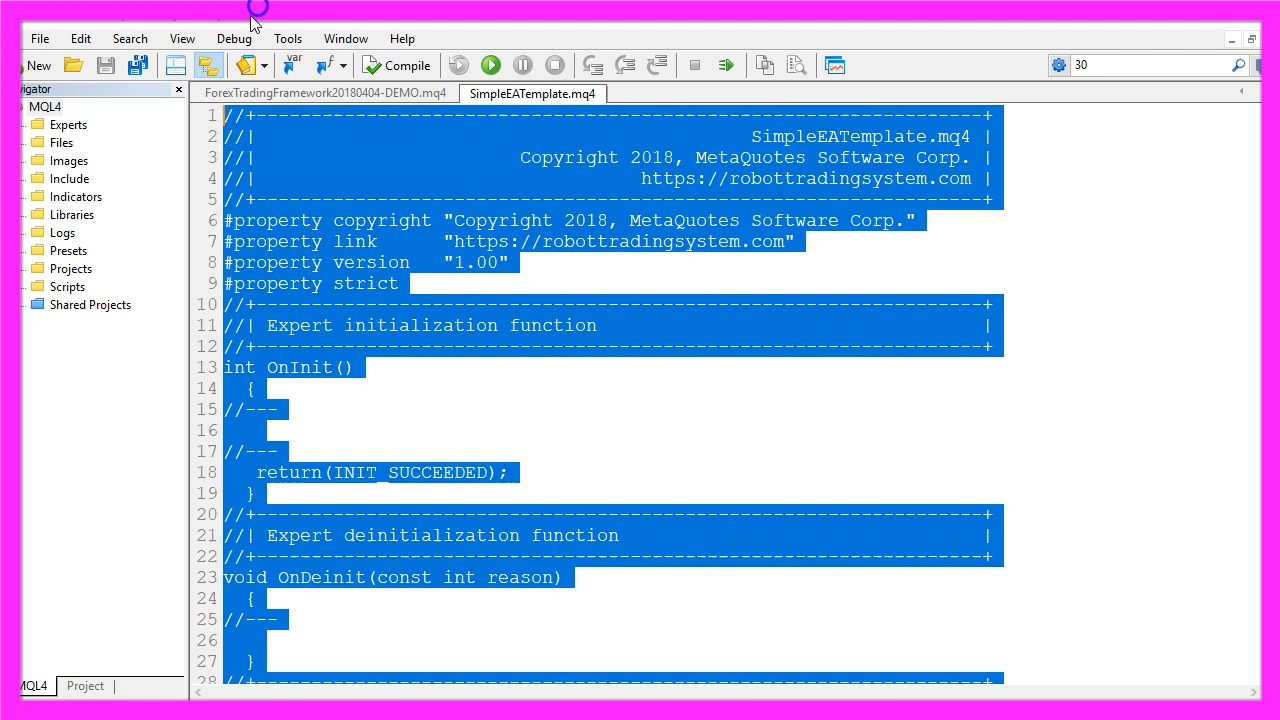 File Edit Search View Debug Tools Window Help
New var Compile 30
vigator
ForexTradingFramework20180404-DEMO.mq4 SimpleEATemplate.mq4
MQL4
Experts
Files
Images
Include
Indicators
Libraries
Logs
Presets
Projects
Scripts
Shared Projects
1 //+------------------------------------------------------------------+
2 //| SimpleEATemplate.mq4 |
3 //| Copyright 2018, MetaQuotes Software Corp. |
4 //| https://robottradingsystem.com |
5 //+------------------------------------------------------------------+
6 #property copyright "Copyright 2018, MetaQuotes Software Corp."
7 #property link "https://robottradingsystem.com"
8 #property version "1.00"
9 #property strict
10 //+------------------------------------------------------------------+
11 //| Expert initialization function |
12 //+------------------------------------------------------------------+
13 int OnInit()
14 {
15 //---
16
17 //---
18 return(INIT_SUCCEEDED);
19 }
20 //+------------------------------------------------------------------+
21 //| Expert deinitialization function |
22 //+------------------------------------------------------------------+
23 void OnDeinit(const int reason)
24 {
25 //---
26
27 }
28 //+------------------------------------------------------------------+
MQL4 Project